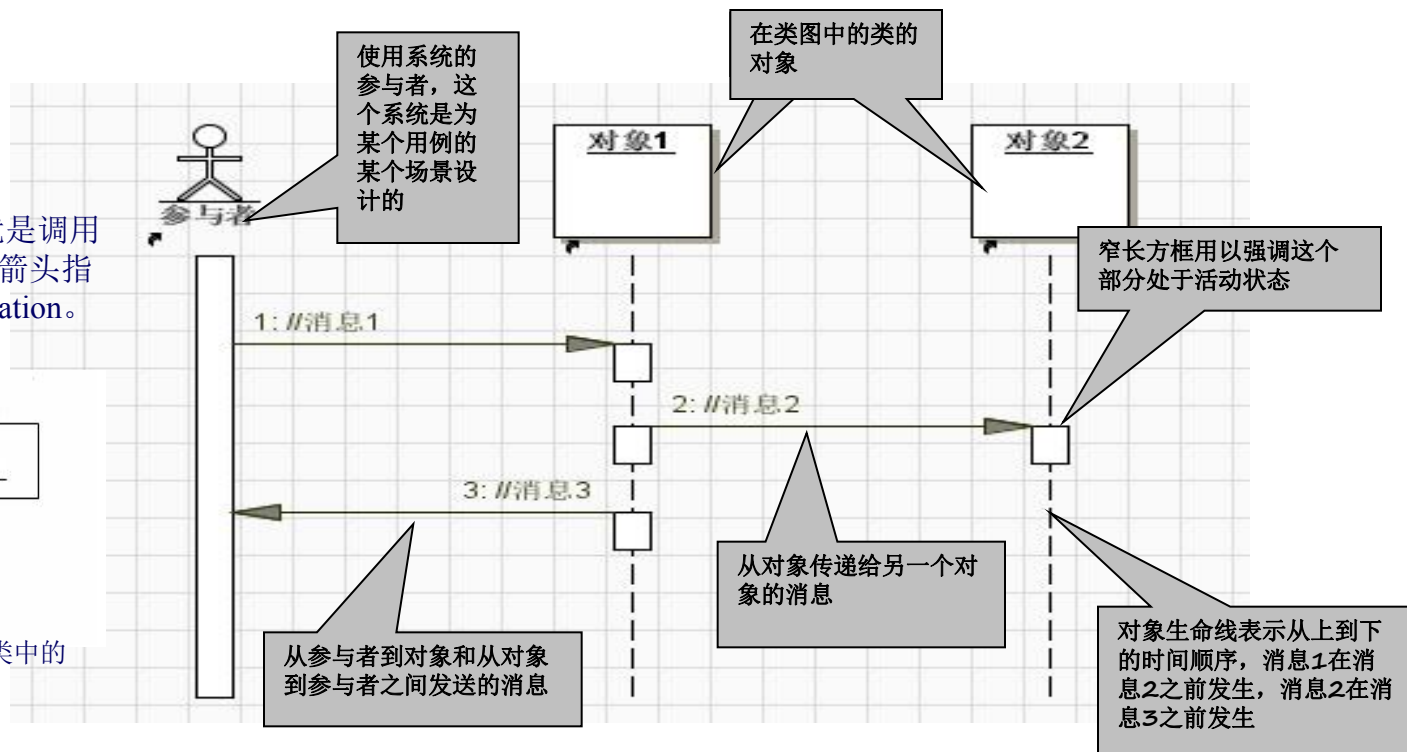 使用系统的
参与者，这
个系统是为
某个用例的
某个场景设
计的
在类图中的类的
对象
对象1
对象2
参与者
是调用
箭头指
ation。
窄长方框用以强调这个
部分处于活动状态
1: //消息1
2: //消息2
3: //消息3
从对象传递给另一个对
象的消息
类中的
从参与者到对象和从对象
到参与者之间发送的消息
对象生命线表示从上到下
的时间顺序，消息1在消
息2之前发生，消息2在消
息3之前发生